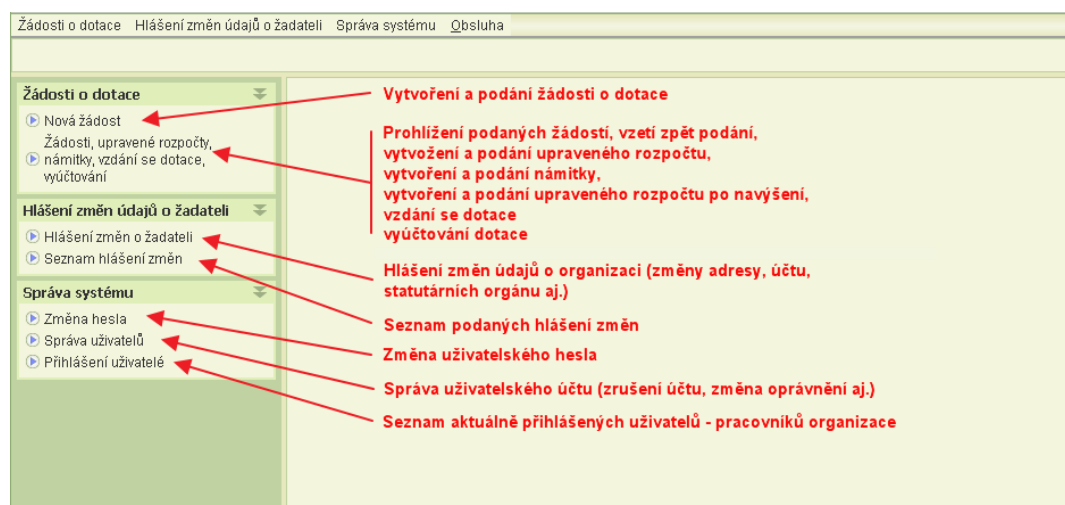 Žádosti o dotace Hlášení změn údajů o žadateli Správa systému Obsluha
Žádosti o dotace
Nová žádost
Žádosti, upravené rozpočty,
námitky, vzdání se dotace,
vyúčtování
Hlášení změn údajů o žadateli
Hlášení změn o žadateli
Seznam hlášení změn
Správa systému
Změna hesla
Správa uživatelů
Přihlášení uživatelé
Vytvoření a podání žádosti o dotace
Prohlížení podaných žádostí, vzetí zpět podání,
vytvožení a podání upraveného rozpočtu,
vytvoření a podání námitky,
vytvoření a podání upraveného rozpočtu po navýšení,
vzdání se dotace
vyúčtování dotace
Hlášení změn údajů o organizaci (změny adresy, účtu,
statutárních orgánu aj.)
Seznam podaných hlášení změn
Změna uživatelského hesla
Správa uživatelského účtu (zrušení účtu, změna oprávnění aj.)
Seznam aktuálně přihlášených uživatelů - pracovníků organizace